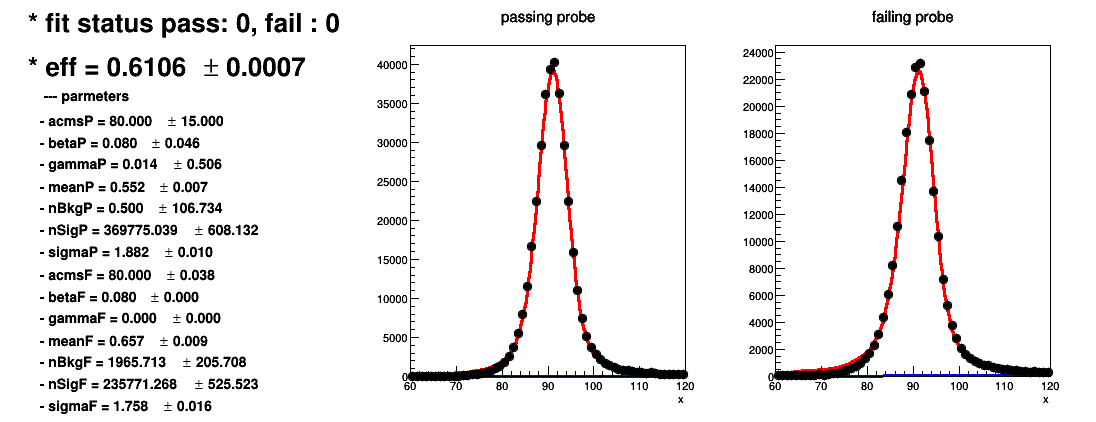 * fit status pass: 0, fail : 0
* eff = 0.6106 ± 0.0007
--- parmeters
- acmsP = 80.000 ± 15.000
- betaP = 0.080 ± 0.046
- gammaP = 0.014 ± 0.506
- meanP = 0.552 ± 0.007
- nBkgP = 0.500 ± 106.734
- nSigP = 369775.039 ± 608.132
- sigmaP = 1.882 ± 0.010
- acmsF = 80.000 ± 0.038
- betaF = 0.080 ± 0.000
- gammaF = 0.000 ± 0.000
- meanF = 0.657 ± 0.009
- nBkgF = 1965.713 ± 205.708
- nSigF = 235771.268 ± 525.523
- sigmaF = 1.758 ± 0.016
passing probe
40000
35000
30000
25000
20000
15000
10000
5000
0
60 70 80 90 100 110 120
x
failing probe
24000
22000
20000
18000
16000
14000
12000
10000
8000
6000
4000
2000
0
60 70 80 90 100 110 120
x